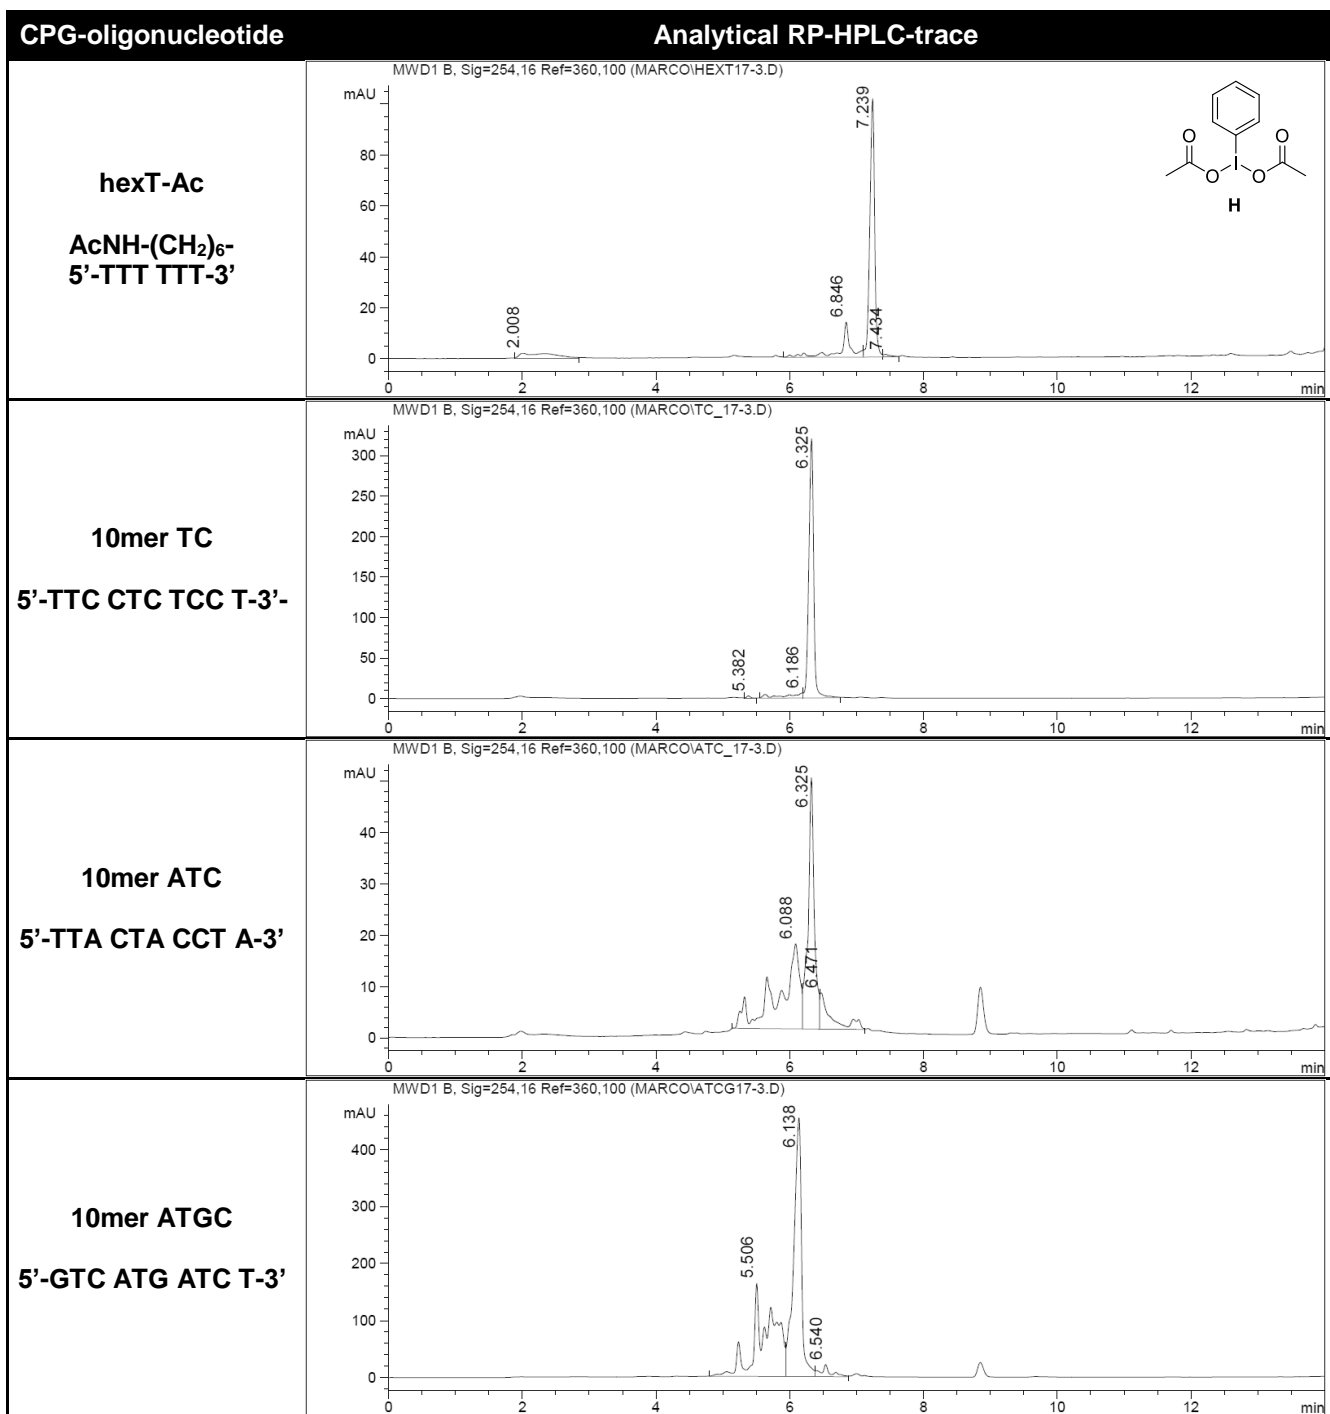 CPG-oligonucleotide Analytical RP-HPLC-trace
hexT-Ac
AcNH-(CH₂)₆-
5’-TTT TTT-3’
MWD1 B, Sig=254,16 Ref=360,100 (MARCO\HEXT17-3.D)
mAU
80
60
40
20
0
2.008
6.846
7.239
7.434
0 2 4 6 8 10 12 min
O O
O I O
H
10mer TC
5’-TTC CTC TCC T-3’-
MWD1 B, Sig=254,16 Ref=360,100 (MARCO\TC_17-3.D)
mAU
300
250
200
150
100
50
0
5.382
6.186
6.325
0 2 4 6 8 10 12 min
10mer ATC
5’-TTA CTA CCT A-3’
MWD1 B, Sig=254,16 Ref=360,100 (MARCO\ATC_17-3.D)
mAU
40
30
20
10
0
6.088
6.325
6.471
0 2 4 6 8 10 12 min
10mer ATGC
5’-GTC ATG ATC T-3’
MWD1 B, Sig=254,16 Ref=360,100 (MARCO\ATCG17-3.D)
mAU
400
300
200
100
0
5.506
6.138
6.540
0 2 4 6 8 10 12 min